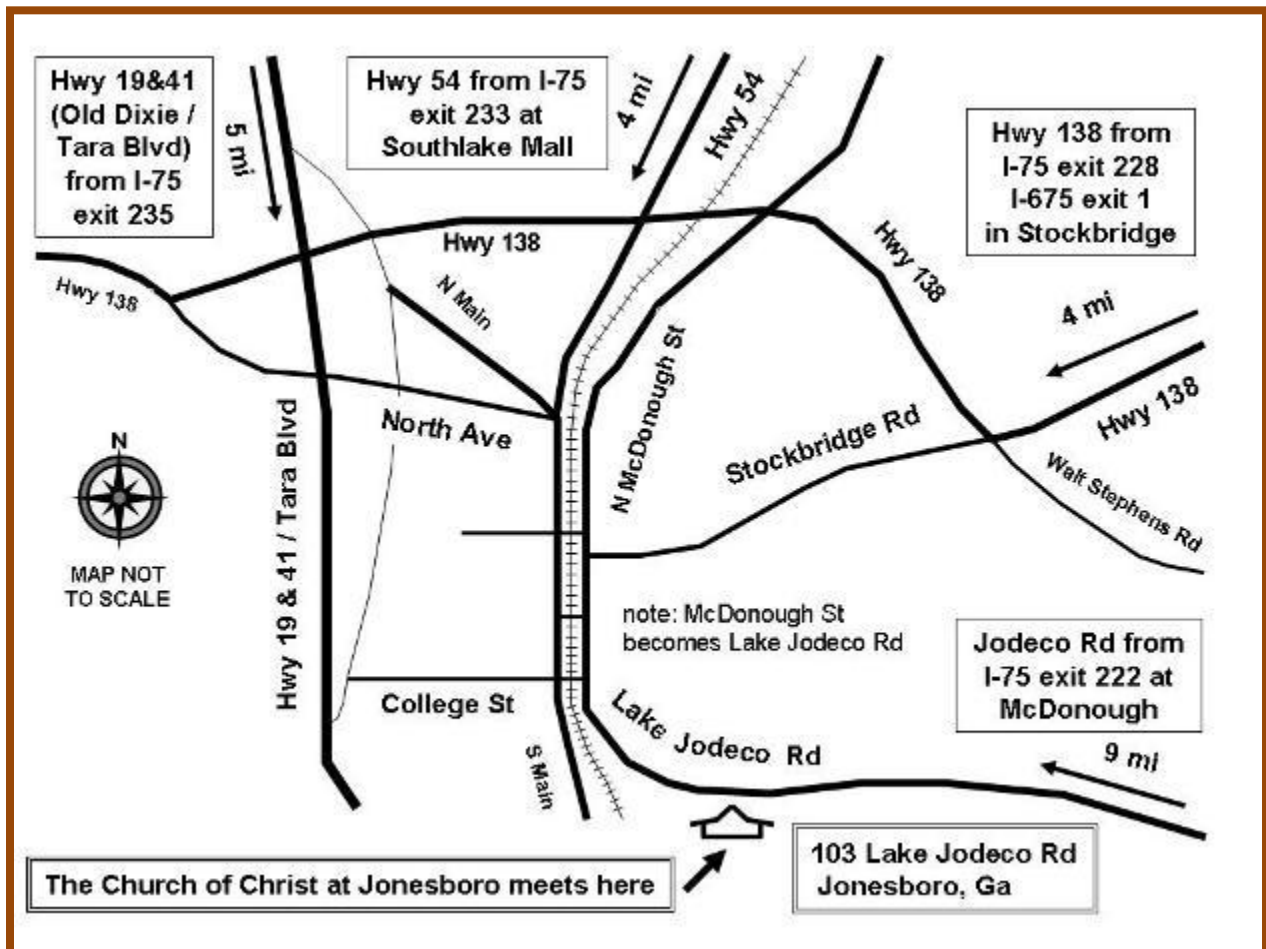 Hwy 19&41
(Old Dixie /
Tara Blvd)
from I-75
exit 235
5 mi
Hwy 54 from I-75
exit 233 at
Southlake Mall
4 mi
Hwy 54
Hwy 138 from
I-75 exit 228
I-675 exit 1
in Stockbridge
Hwy 138
Hwy 138
Hwy 138
N Main
4 mi
Hwy 138
North Ave
N McDonough St
Stockbridge Rd
Walt Stephens Rd
N
MAP NOT
TO SCALE
Hwy 19 & 41 / Tara Blvd
note: McDonough St
becomes Lake Jodeco Rd
Jodeco Rd from
I-75 exit 222 at
McDonough
College St
Lake Jodeco Rd
S Main
9 mi
103 Lake Jodeco Rd
Jonesboro, Ga
The Church of Christ at Jonesboro meets here